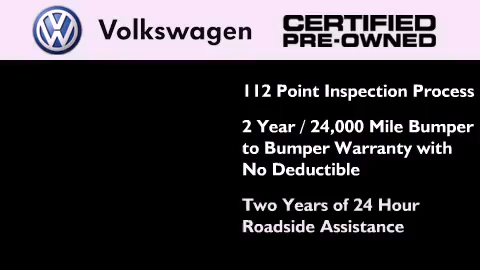 Volkswagen
CERTIFIED
PRE-OWNED
112 Point Inspection Process
2 Year / 24,000 Mile Bumper
to Bumper Warranty with
No Deductible
Two Years of 24 Hour
Roadside Assistance